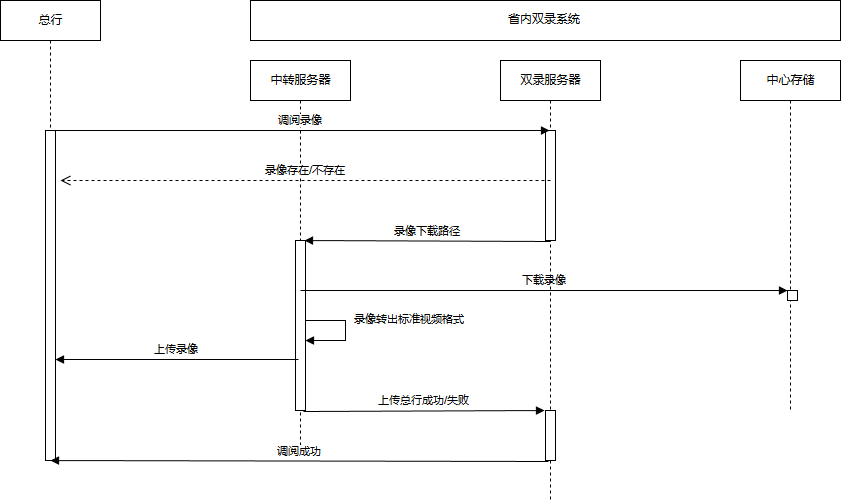 总行
省内双录系统
中转服务器
双录服务器
中心存储
调阅录像
录像存在/不存在
录像下载路径
下载录像
录像转出标准视频格式
上传录像
上传总行成功/失败
调阅成功